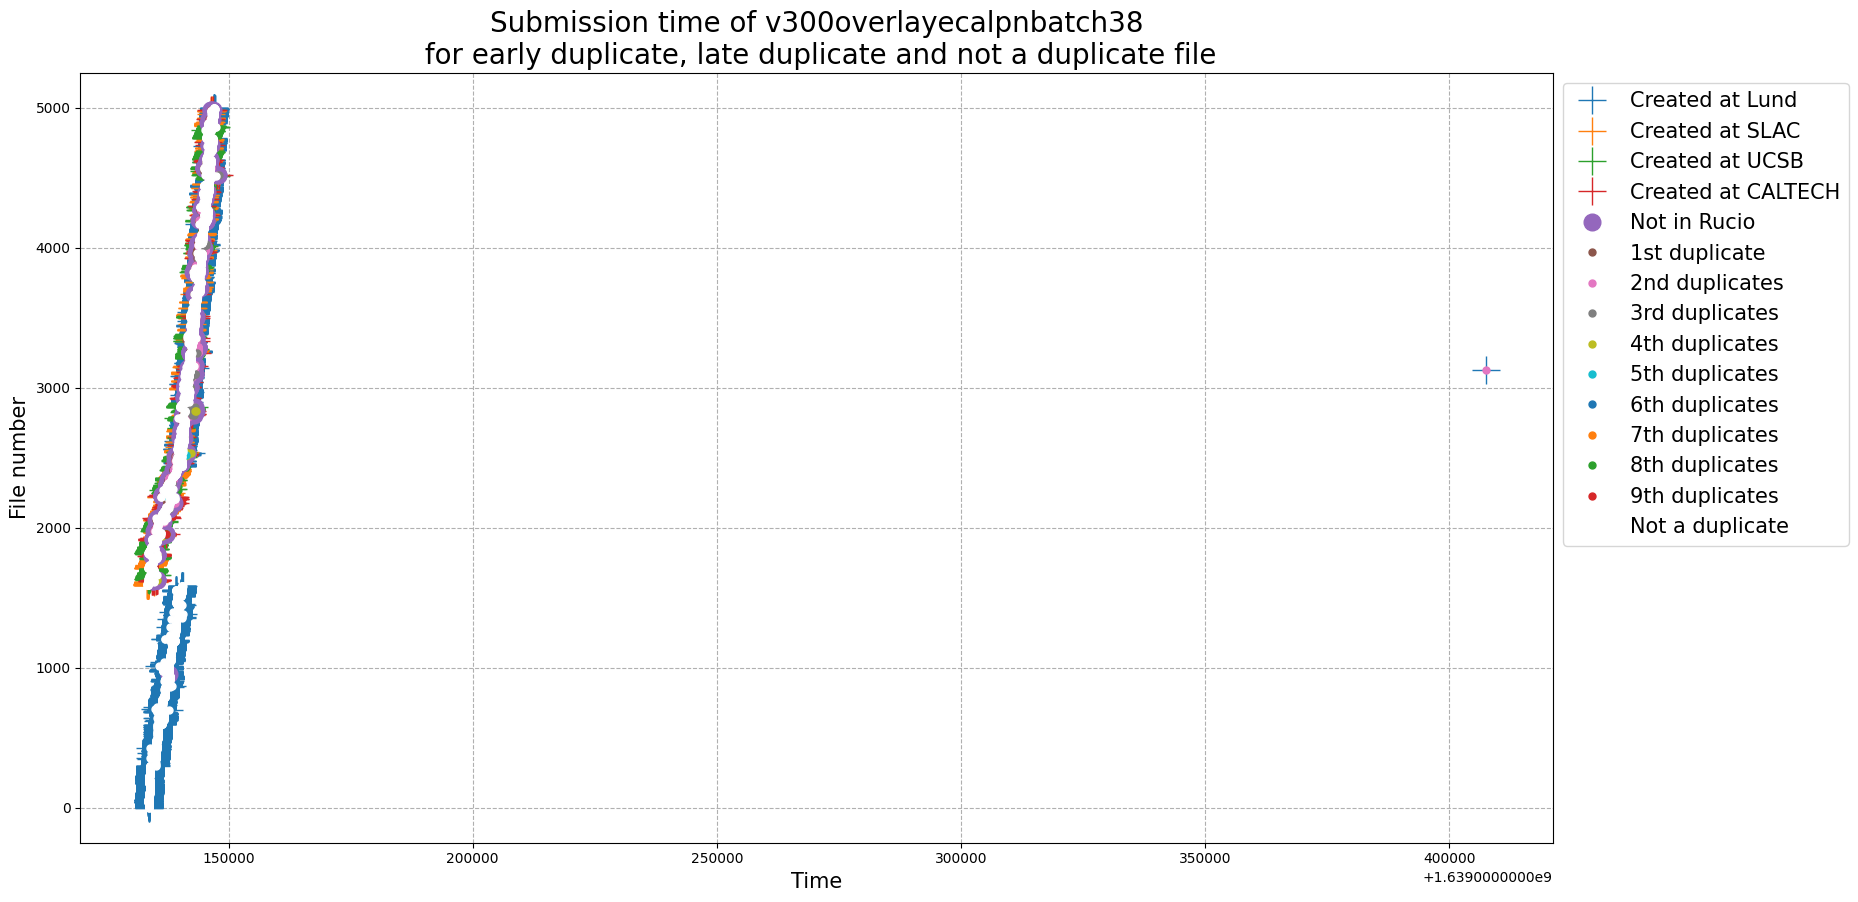 Submission time of v300overlayecalpnbatch38
for early duplicate, late duplicate and not a duplicate file
File number
5000
4000
3000
2000
1000
0
150000
200000
250000
300000
350000
400000
+1.6390000000e9
Time
Created at Lund
Created at SLAC
Created at UCSB
Created at CALTECH
Not in Rucio
1st duplicate
2nd duplicates
3rd duplicates
4th duplicates
5th duplicates
6th duplicates
7th duplicates
8th duplicates
9th duplicates
Not a duplicate